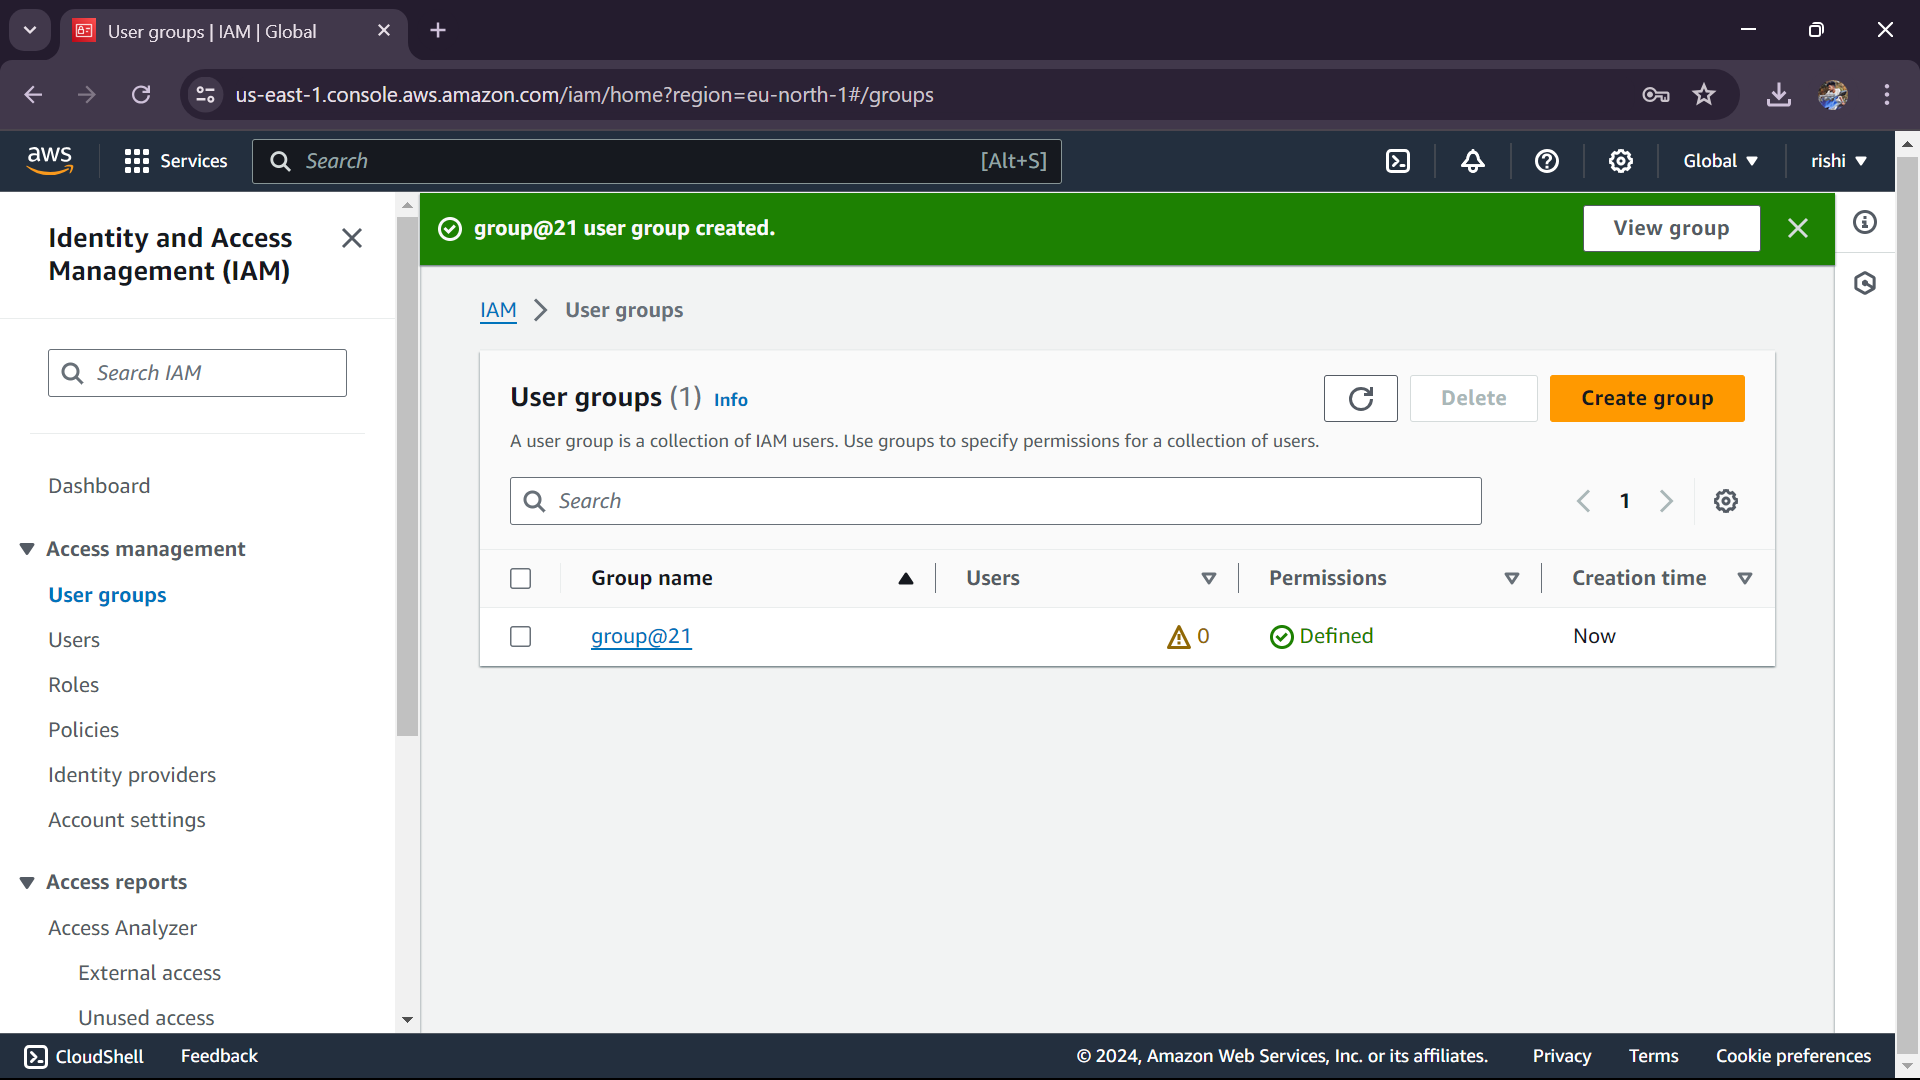 User groups | IAM | Global
us-east-1.console.aws.amazon.com/iam/home?region=eu-north-1#/groups
aws
Services
Search
[Alt+S]
Global
rishi
Identity and Access
Management (IAM)
Search IAM
Dashboard
Access management
User groups
Users
Roles
Policies
Identity providers
Account settings
Access reports
Access Analyzer
External access
Unused access
group@21 user group created.
View group
IAM > User groups
User groups (1) Info
Delete
Create group
A user group is a collection of IAM users. Use groups to specify permissions for a collection of users.
Search
1
Group name Users Permissions Creation time
group@21 0 Defined Now
CloudShell Feedback © 2024, Amazon Web Services, Inc. or its affiliates. Privacy Terms Cookie preferences